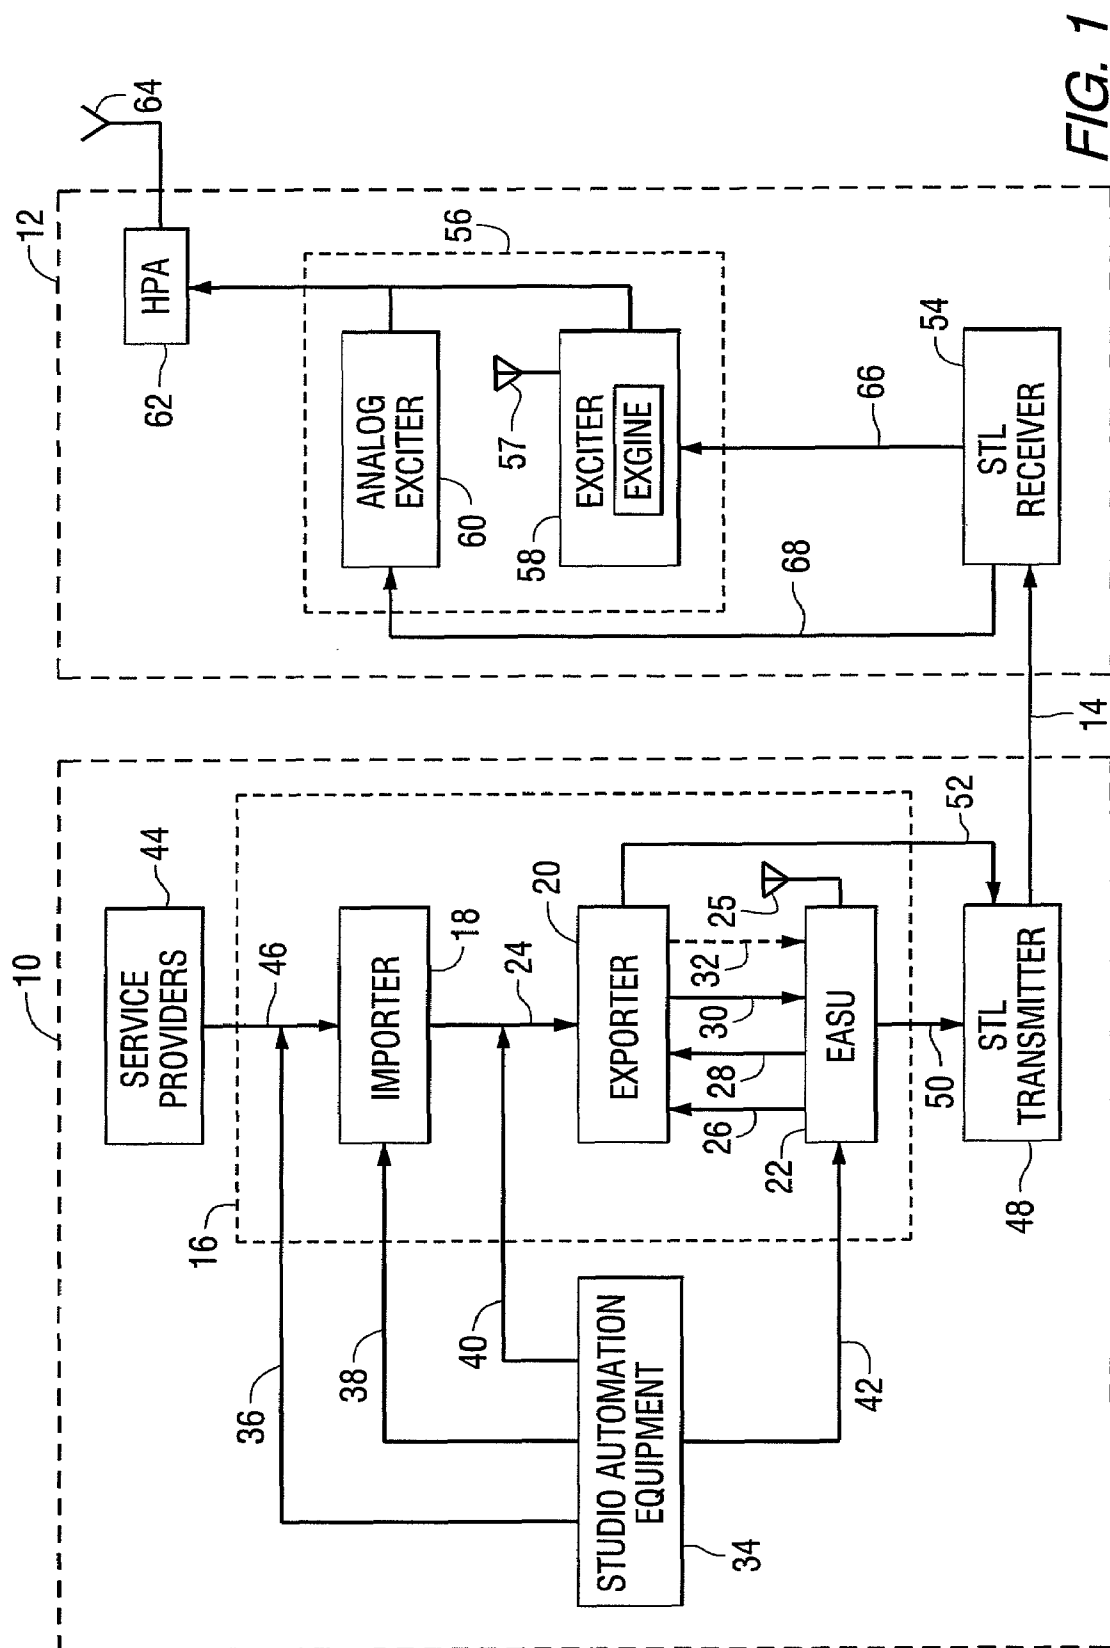 10
44
SERVICE
PROVIDERS
46
16
36
IMPORTER
18
38
24
40
20
EXPORTER
26
28
30
32
25
52
STUDIO AUTOMATION
EQUIPMENT
34
22
EASU
42
50
STL
TRANSMITTER
48
14
12
HPA
62
64
56
ANALOG
EXCITER
60
57
EXCITER
EXGINE
58
68
66
54
STL
RECEIVER
FIG. 1